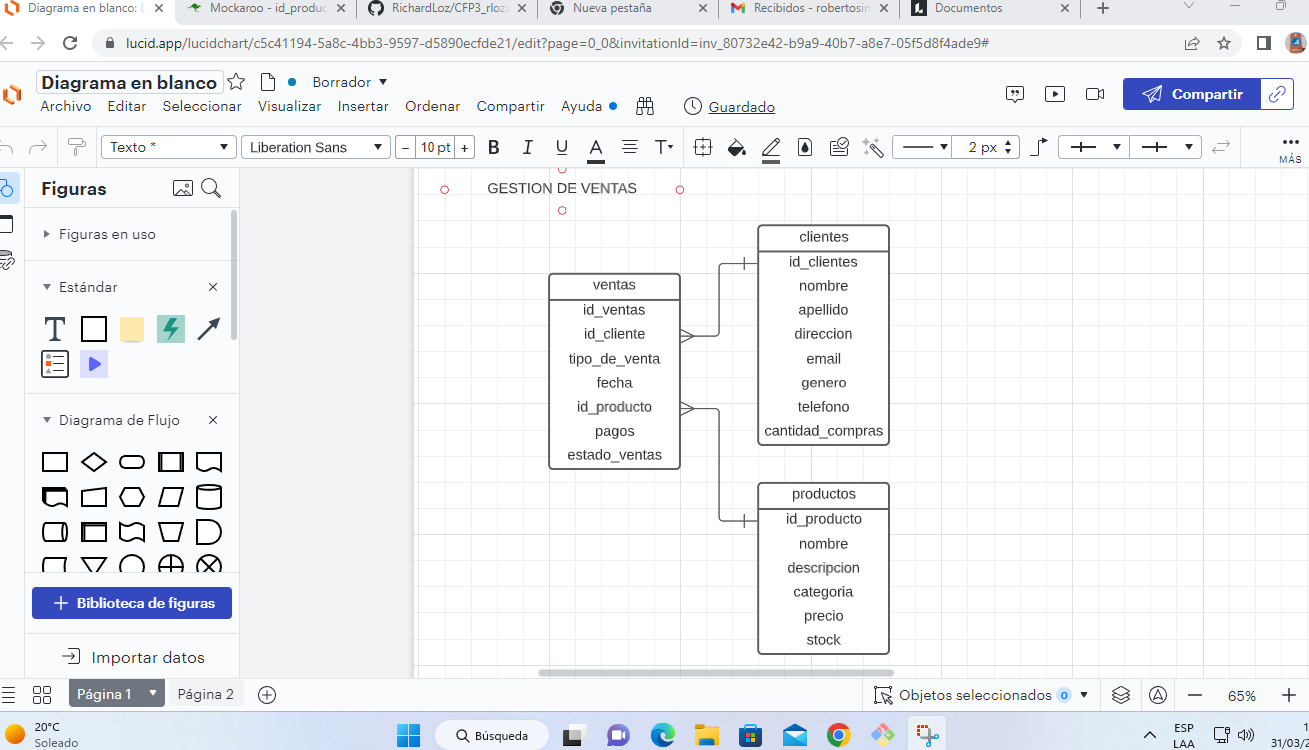 Diagrama en blanco: L
Mockaroo - id_produc
RichardLoz/CFP3_rloza
Nueva pestaña
Recibidos - robertosin
Documentos
lucid.app/lucidchart/c5c41194-5a8c-4bb3-9597-d5890ecfde21/edit?page=0_0&invitationId=inv_80732e42-b9a9-40b7-a8e7-05f5d8f4ade9#
Diagrama en blanco
Borrador
Archivo Editar Seleccionar Visualizar Insertar Ordenar Compartir Ayuda
Guardado
Compartir
Texto *
Liberation Sans
− 10 pt +
B I U A T
2 px
MÁS
Figuras
Figuras en uso
Estándar
T
Diagrama de Flujo
+ Biblioteca de figuras
Importar datos
GESTION DE VENTAS
ventas
id_ventas
id_cliente
tipo_de_venta
fecha
id_producto
pagos
estado_ventas
clientes
id_clientes
nombre
apellido
direccion
email
genero
telefono
cantidad_compras
productos
id_producto
nombre
descripcion
categoria
precio
stock
Página 1
Página 2
Objetos seleccionados 0
65%
20°C
Soleado
Búsqueda
ESP
LAA
31/03/2